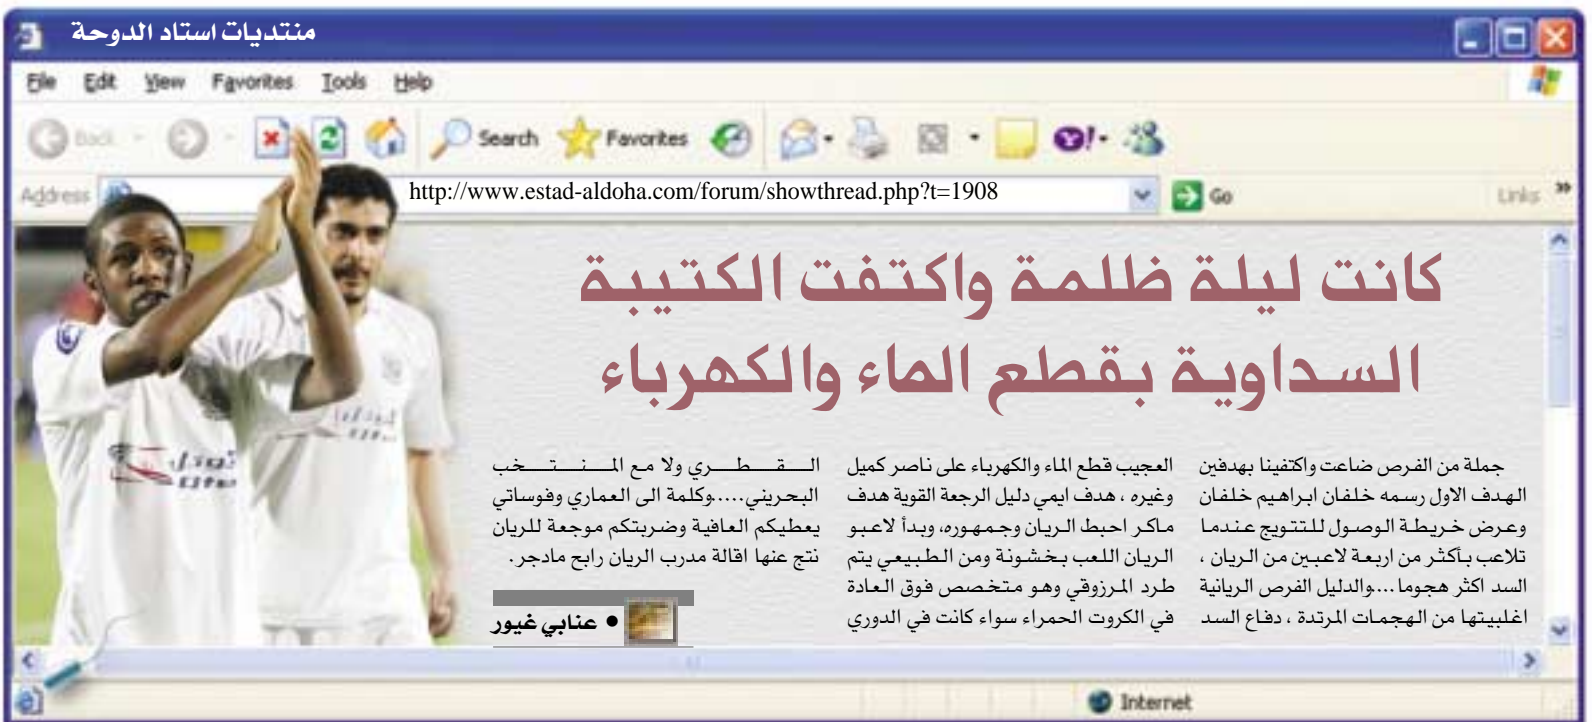 منتديات استاد الدوحة
File Edit View Favorites Tools Help
Back Search Favorites
Address http://www.estad-aldoha.com/forum/showthread.php?t=1908 Go Links »
كانت ليلة ظلمة واكتفت الكتيبة
السداوية بقطع الماء والكهرباء
جملة من الفرص ضاعت واكتفينا بهدفين
الهدف الاول رسمه خلفان ابراهيم خلفان
وعرض خريطة الوصول للتتويج عندما
تلاعب بأكثر من اربعة لاعبين من الريان ،
السد اكثر هجوما....والدليل الفرص الريانية
اغلبيتها من الهجمات المرتدة ، دفاع السد
العجيب قطع الماء والكهرباء على ناصر كميل
وغيره ، هدف ايمي دليل الرجعة القوية هدف
ماكر احبط الريان وجمهوره، وبدأ لاعبو
الريان اللعب بخشونة ومن الطبيعي يتم
طرد المرزوقي وهو متخصص فوق العادة
في الكروت الحمراء سواء كانت في الدوري
القطري ولا مع المنتخب
البحريني.....وكلمة الى العماري وفوساتي
يعطيكم العافية وضربتكم موجعة للريان
نتج عنها اقالة مدرب الريان رابح مادجر.
• عنابي غيور
Internet